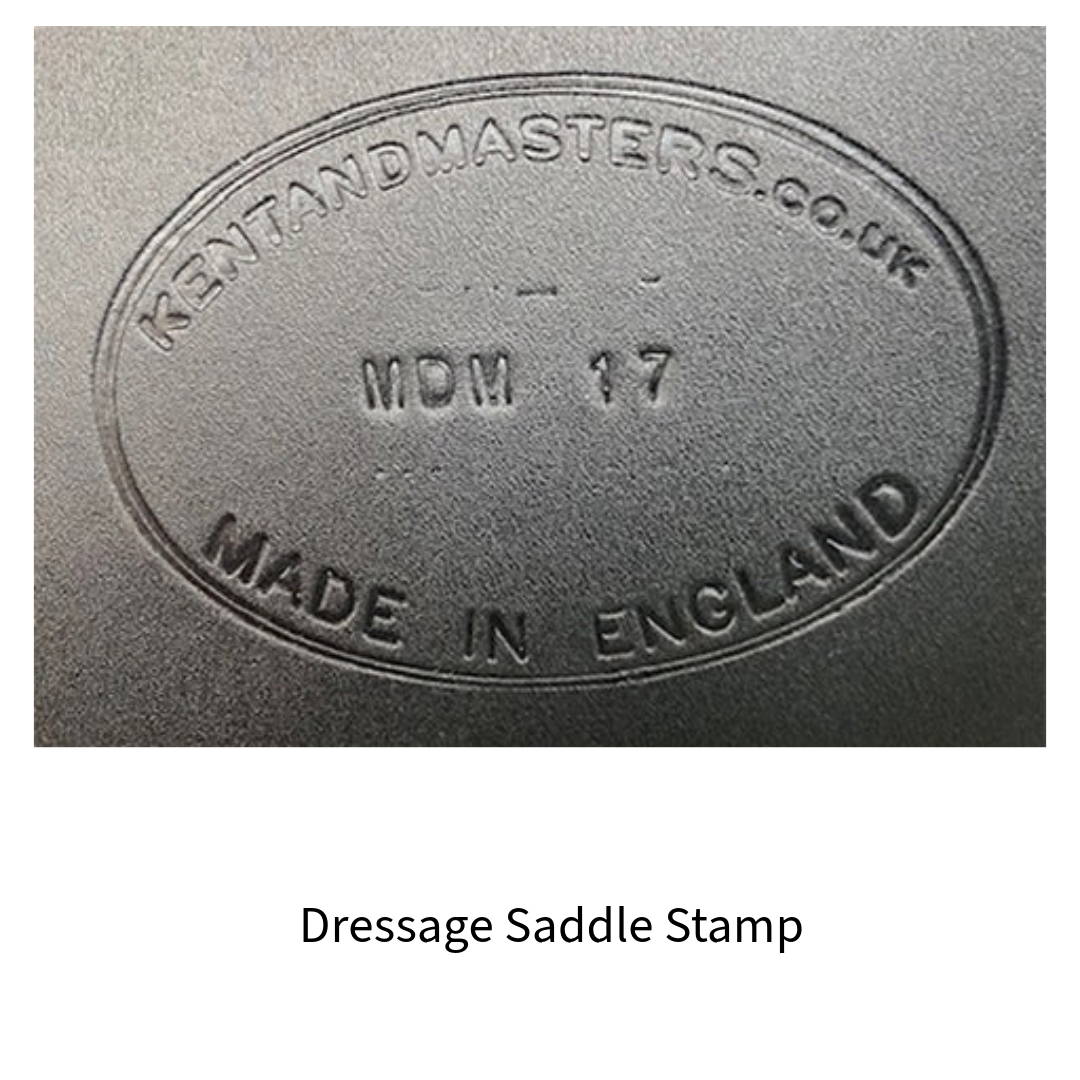 KENTANDMASTERS.CO.UK
MDM 17
MADE IN ENGLAND
Dressage Saddle Stamp